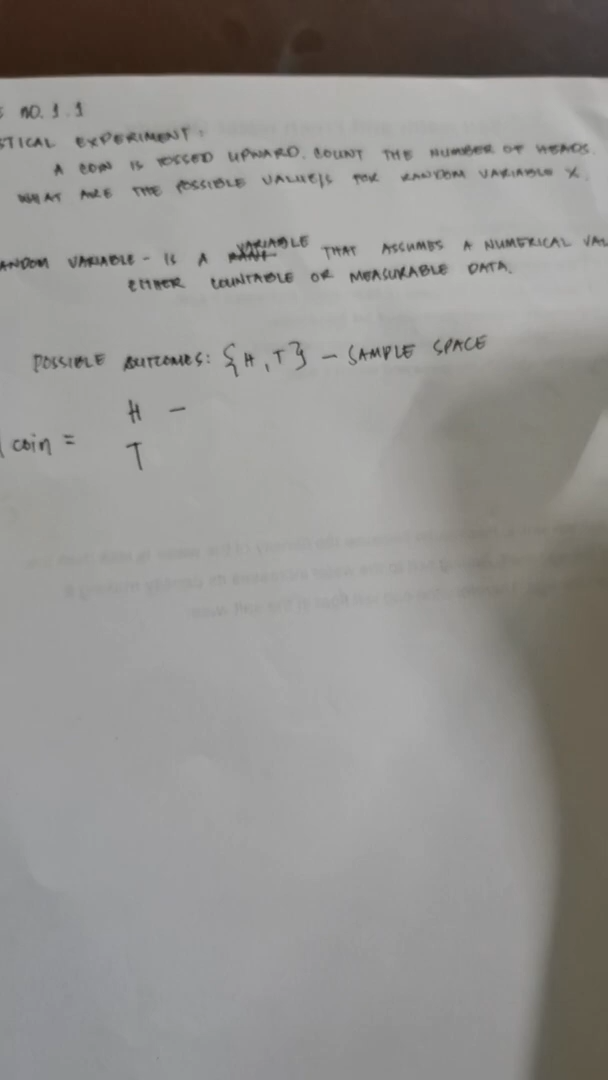 NO. 1.1
STICAL EXPERIMENT:
A COIN IS TOSSED UPWARD. COUNT THE NUMBER OF HEADS.
WHAT ARE THE POSSIBLE VALUE/S FOR RANDOM VARIABLE X.
ANDOM VARIABLE - IS A VARIABLE THAT ASSUMES A NUMERICAL VAL
EITHER COUNTABLE OR MEASURABLE DATA.
POSSIBLE OUTCOMES: {H, T} - SAMPLE SPACE
H -
coin =
T